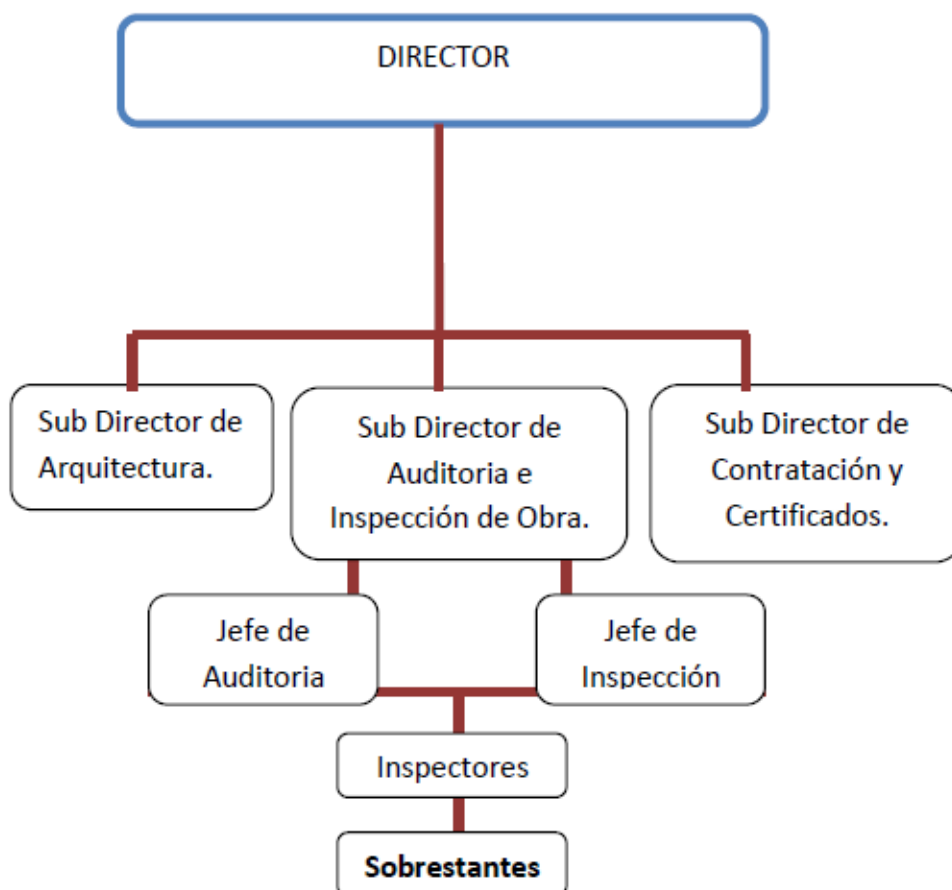 DIRECTOR
Sub Director de
Arquitectura.
Sub Director de
Auditoria e
Inspección de Obra.
Sub Director de
Contratación y
Certificados.
Jefe de
Auditoria
Jefe de
Inspección
Inspectores
Sobrestantes